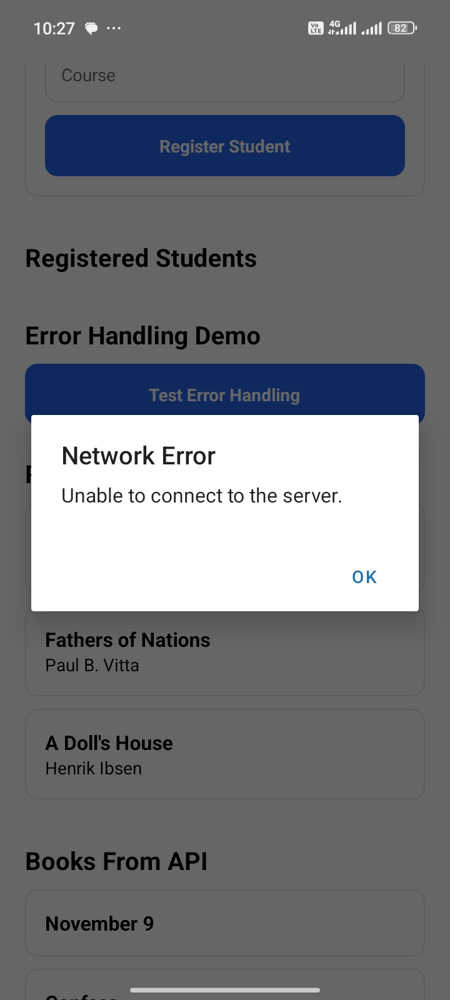 10:27
Vo LTE 4G 82
Course
Register Student
Registered Students
Error Handling Demo
Test Error Handling
Network Error
Unable to connect to the server.
OK
Fathers of Nations
Paul B. Vitta
A Doll's House
Henrik Ibsen
Books From API
November 9